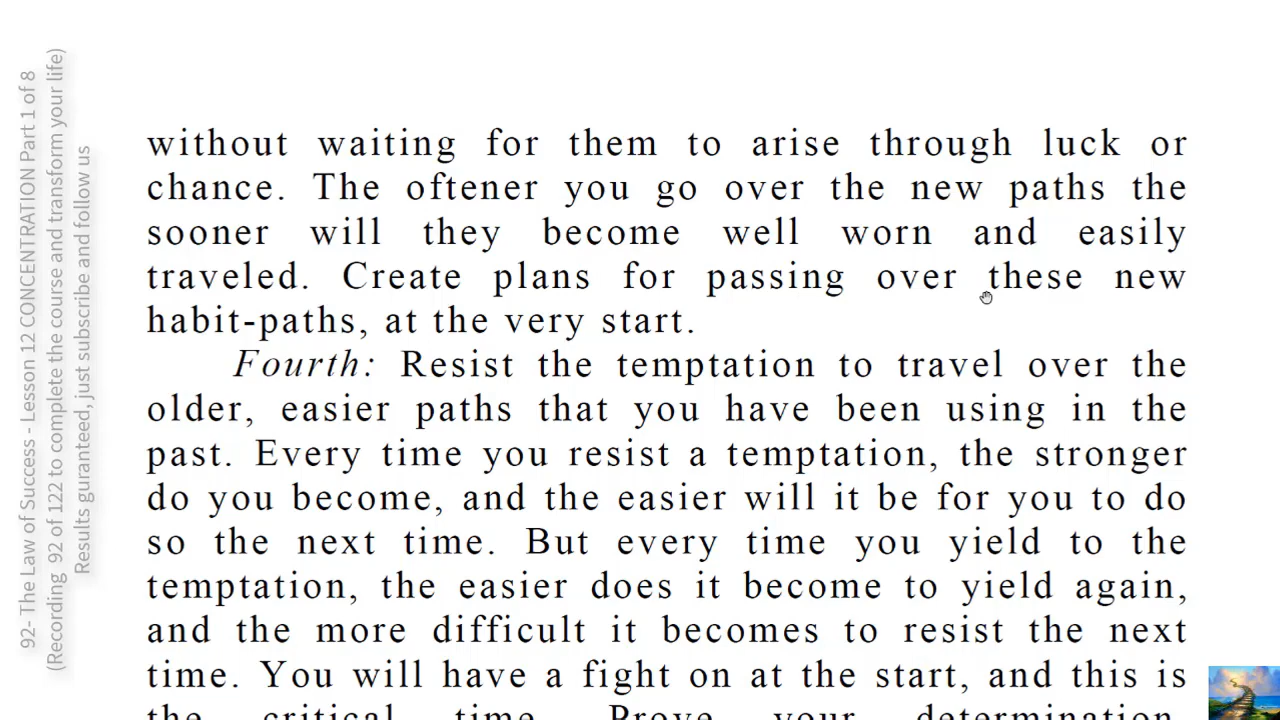 92- The Law of Success - Lesson 12 CONCENTRATION Part 1 of 8
(Recording 92 of 122 to complete the course and transform your life)
Results guranteed, just subscribe and follow us
without waiting for them to arise through luck or
chance. The oftener you go over the new paths the
sooner will they become well worn and easily
traveled. Create plans for passing over these new
habit-paths, at the very start.
Fourth: Resist the temptation to travel over the
older, easier paths that you have been using in the
past. Every time you resist a temptation, the stronger
do you become, and the easier will it be for you to do
so the next time. But every time you yield to the
temptation, the easier does it become to yield again,
and the more difficult it becomes to resist the next
time. You will have a fight on at the start, and this is
the critical time. Prove your determination,